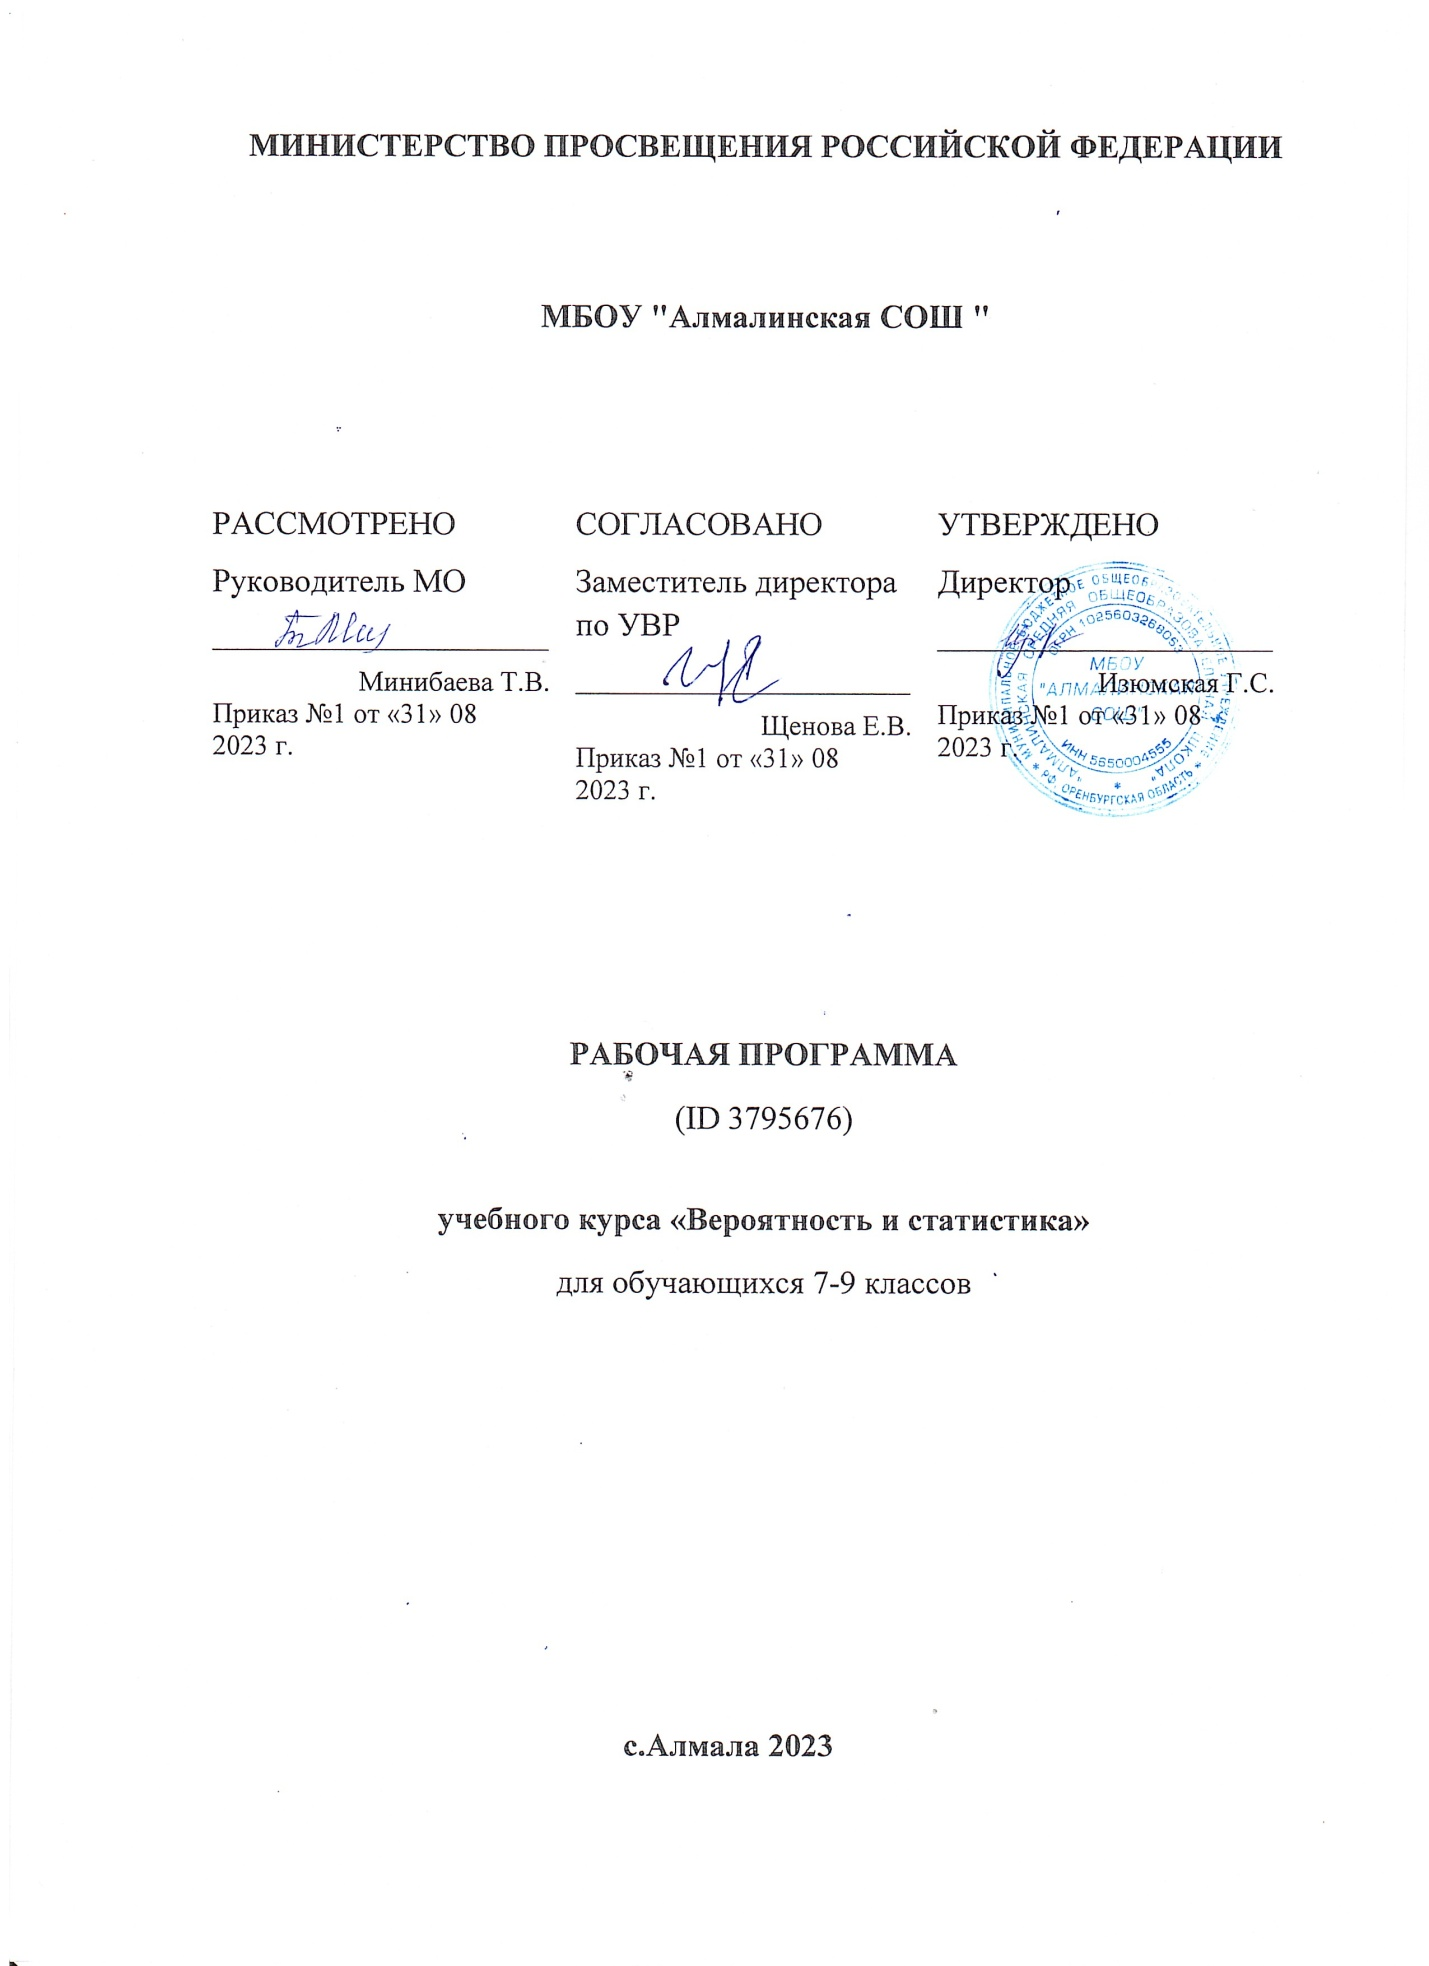 МИНИСТЕРСТВО ПРОСВЕЩЕНИЯ РОССИЙСКОЙ ФЕДЕРАЦИИ
МБОУ "Алмалинская СОШ "
РАССМОТРЕНО
Руководитель МО
Минибаева Т.В.
Приказ №1 от «31» 08
2023 г.
СОГЛАСОВАНО
Заместитель директора
по УВР
Щенова Е.В.
Приказ №1 от «31» 08
2023 г.
УТВЕРЖДЕНО
Директор
Изюмская Г.С.
Приказ №1 от «31» 08
2023 г.
МБОУ
"АЛМАЛИНСКАЯ
СОШ"
ИНН 5650004555
РФ, ОРЕНБУРГСКАЯ ОБЛАСТЬ
РАБОЧАЯ ПРОГРАММА
(ID 3795676)
учебного курса «Вероятность и статистика»
для обучающихся 7-9 классов
с.Алмала 2023